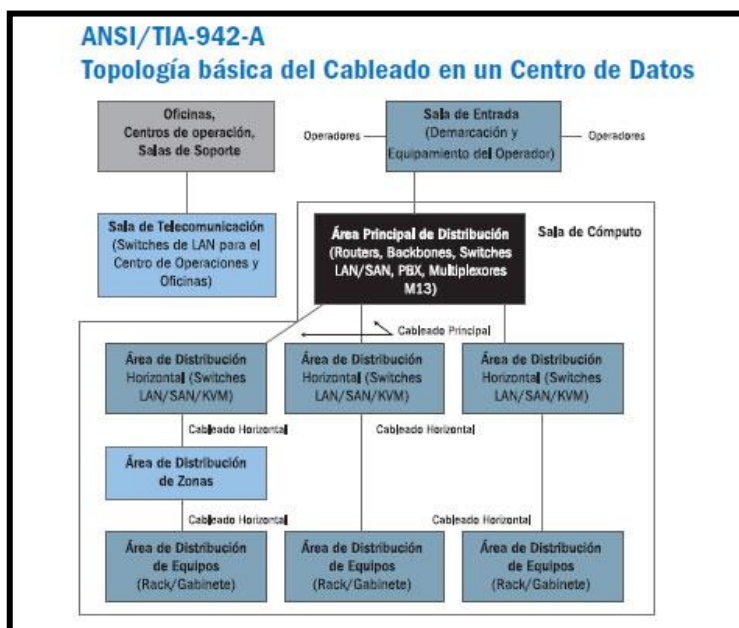 ANSI/TIA-942-A
Topología básica del Cableado en un Centro de Datos
Oficinas,
Centros de operación,
Salas de Soporte
Operadores
Sala de Entrada
(Demarcación y
Equipamiento del Operador)
Operadores
Sala de Telecomunicación
(Switches de LAN para el
Centro de Operaciones y
Oficinas)
Área Principal de Distribución
(Routers, Backbones, Switches
LAN/SAN, PBX, Multiplexores
M13)
Sala de Cómputo
Cableado Principal
Área de Distribución
Horizontal (Switches
LAN/SAN/KVM)
Área de Distribución
Horizontal (Switches
LAN/SAN/KVM)
Área de Distribución
Horizontal (Switches
LAN/SAN/KVM)
Cableado Horizontal
Cableado Horizontal
Área de Distribución
de Zonas
Cableado Horizontal
Cableado Horizontal
Área de Distribución
de Equipos
(Rack/Gabinete)
Área de Distribución
de Equipos
(Rack/Gabinete)
Área de Distribución
de Equipos
(Rack/Gabinete)